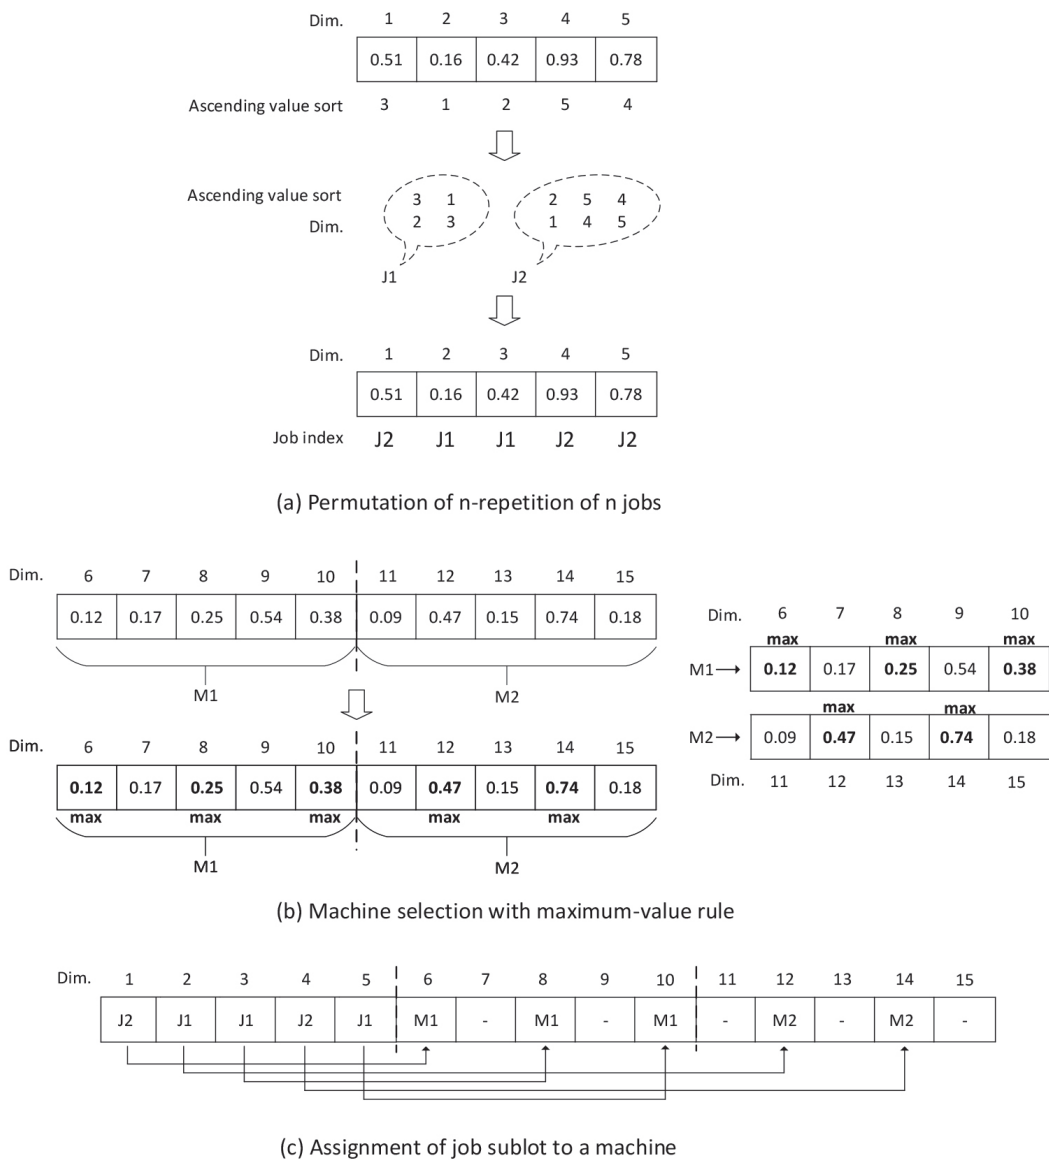 Dim. 1 2 3 4 5
0.51 0.16 0.42 0.93 0.78
Ascending value sort 3 1 2 5 4
Ascending value sort 3 1 2 5 4
Dim. 2 3 1 4 5
J1 J2
Dim. 1 2 3 4 5
0.51 0.16 0.42 0.93 0.78
Job index J2 J1 J1 J2 J2
(a) Permutation of n-repetition of n jobs
Dim. 6 7 8 9 10 11 12 13 14 15
0.12 0.17 0.25 0.54 0.38 0.09 0.47 0.15 0.74 0.18
M1 M2
Dim. 6 7 8 9 10 11 12 13 14 15
0.12 0.17 0.25 0.54 0.38 0.09 0.47 0.15 0.74 0.18
max max max max max
M1 M2
Dim. 6 7 8 9 10
max max max
M1 0.12 0.17 0.25 0.54 0.38
max max
M2 0.09 0.47 0.15 0.74 0.18
Dim. 11 12 13 14 15
(b) Machine selection with maximum-value rule
Dim. 1 2 3 4 5 6 7 8 9 10 11 12 13 14 15
J2 J1 J1 J2 J1 M1 - M1 - M1 - M2 - M2 -
(c) Assignment of job sublot to a machine